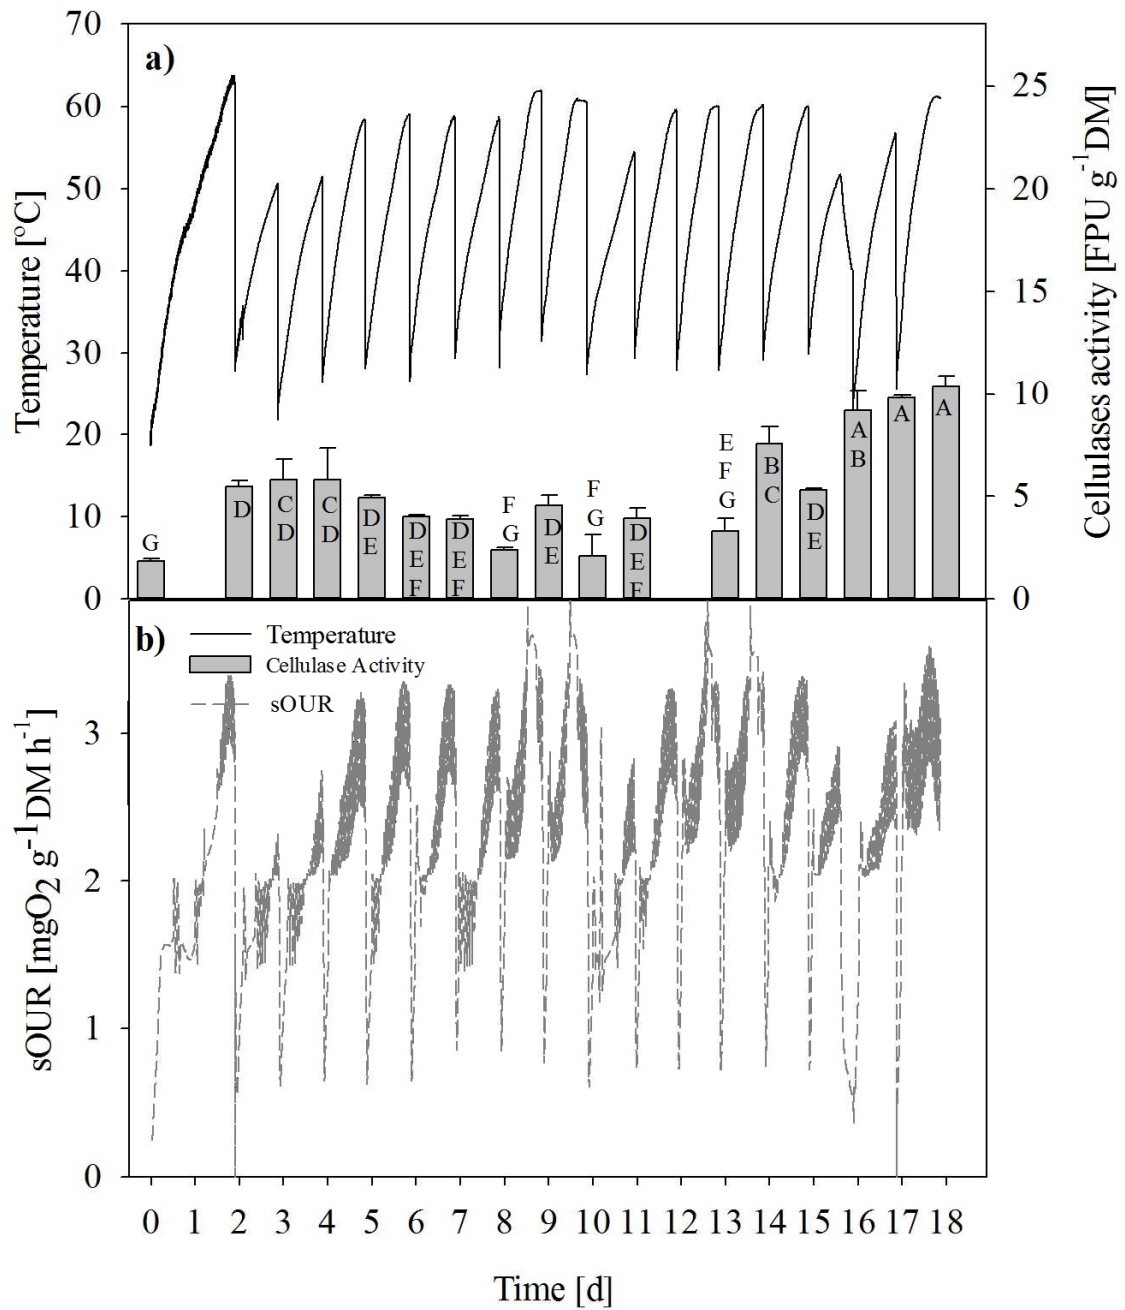 a)
70
60
50
40
30
20
10
0
Temperature [ºC]
25
20
15
10
5
0
Cellulases activity [FPU g-1DM]
G
D
C
D
C
D
D
E
D
E
F
D
E
F
F
G
D
E
F
G
D
E
F
E
F
G
B
C
D
E
A
B
A
A
b)
Temperature
Cellulase Activity
sOUR
3
2
1
0
sOUR [mgO2 g-1DM h-1]
0 1 2 3 4 5 6 7 8 9 10 11 12 13 14 15 16 17 18
Time [d]